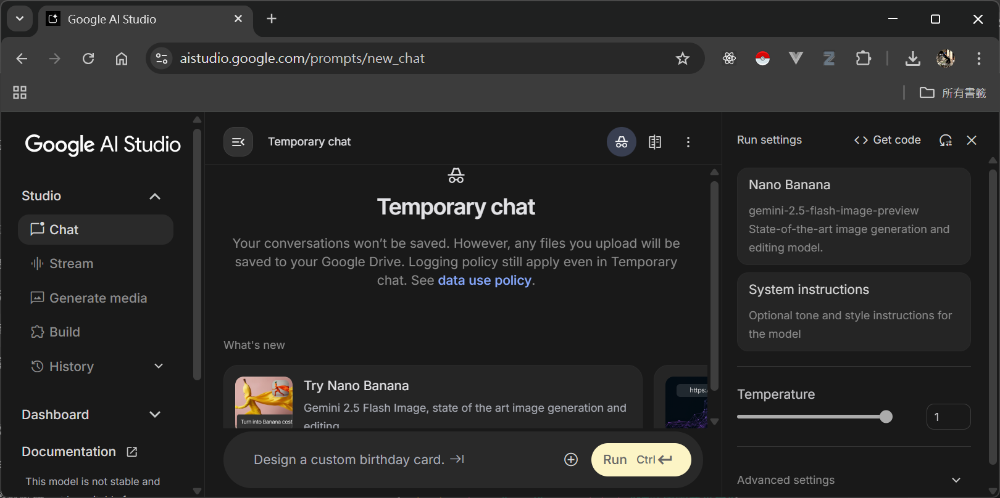 Google AI Studio
aistudio.google.com/prompts/new_chat
所有書籤
Google AI Studio
Studio
Chat
Stream
Generate media
Build
History
Dashboard
Documentation
This model is not stable and
Temporary chat
Temporary chat
Your conversations won’t be saved. However, any files you upload will be
saved to your Google Drive. Logging policy still apply even in Temporary
chat. See data use policy.
What's new
Turn into Banana cost
Try Nano Banana
Gemini 2.5 Flash Image, state of the art image generation and
editing
https:
Design a custom birthday card.
Run Ctrl
Run settings
Get code
Nano Banana
gemini-2.5-flash-image-preview
State-of-the-art image generation and
editing model.
System instructions
Optional tone and style instructions for
the model
Temperature
1
Advanced settings